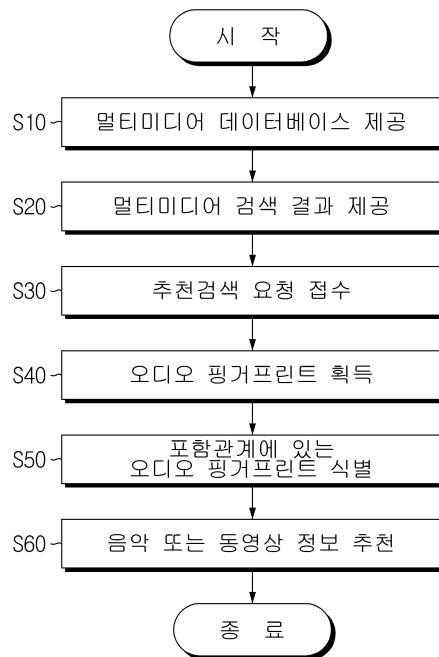 시 작
S10 멀티미디어 데이터베이스 제공
S20 멀티미디어 검색 결과 제공
S30 추천검색 요청 접수
S40 오디오 핑거프린트 획득
S50 포함관계에 있는
오디오 핑거프린트 식별
S60 음악 또는 동영상 정보 추천
종 료